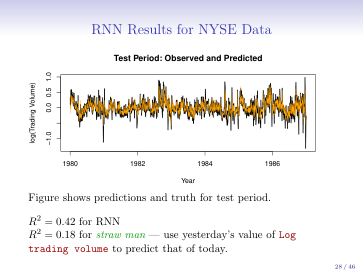 RNN Results for NYSE Data
Test Period: Observed and Predicted
log(Trading Volume)
1.0
0.5
0.0
−1.0
1980
1982
1984
1986
Year
Figure shows predictions and truth for test period.
R² = 0.42 for RNN
R² = 0.18 for straw man — use yesterday's value of Log
trading volume to predict that of today.
28 / 46